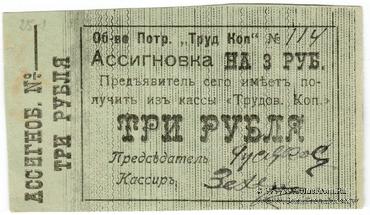 Об-во Потр. „Труд Коп“ № 114
Ассигновка НА 3 РУБ.
Предъявитель сего имѣетъ по-
лучить изъ кассы «Трудов. Коп.»
ТРИ РУБЛЯ
Предсѣдатель
Кассиръ
АССИГНОВ. №
ТРИ РУБЛЯ